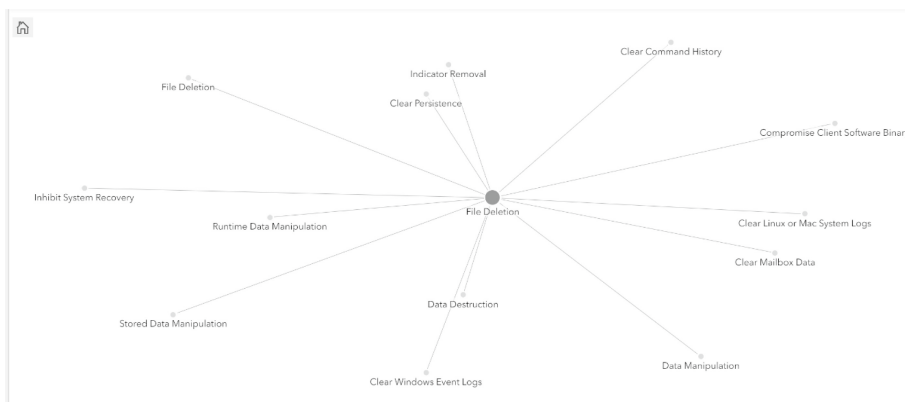 Clear Command History
Indicator Removal
File Deletion
Clear Persistence
Compromise Client Software Binar
Inhibit System Recovery
File Deletion
Runtime Data Manipulation
Clear Linux or Mac System Logs
Clear Mailbox Data
Data Destruction
Stored Data Manipulation
Data Manipulation
Clear Windows Event Logs